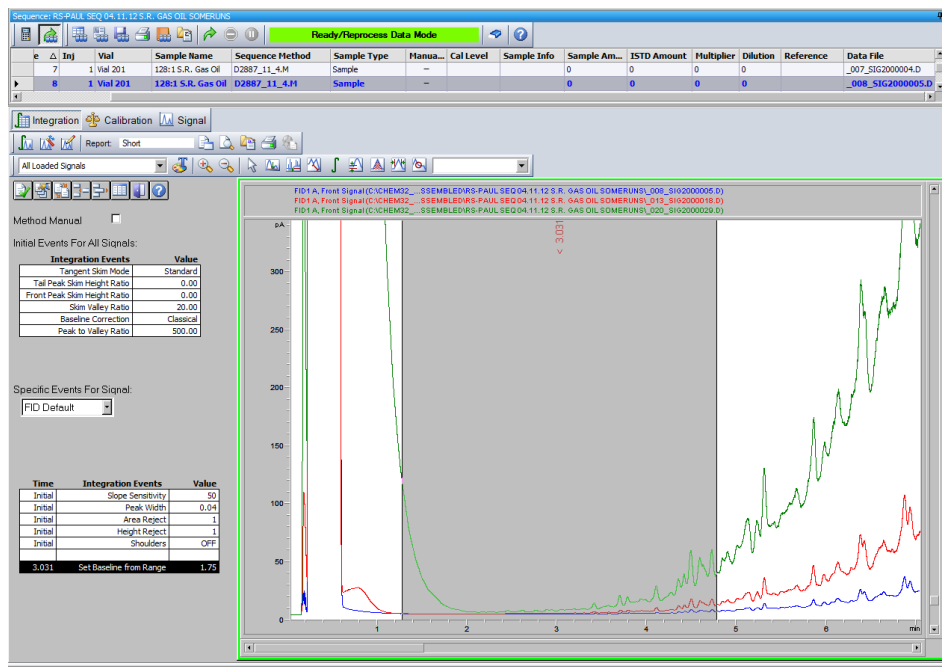 Sequence: RS-PAUL SEQ 04.11.12 S.R. GAS OIL SOMERUNS
Ready/Reprocess Data Mode
e △ Inj Vial Sample Name Sequence Method Sample Type Manua... Cal Level Sample Info Sample Am... ISTD Amount Multiplier Dilution Reference Data File
7 1 Vial 201 128:1 S.R. Gas Oil D2887_11_4.M Sample – 0 0 0 0 _007_SIG2000004.D
8 1 Vial 201 128:1 S.R. Gas Oil D2887_11_4.M Sample – 0 0 0 0 _008_SIG2000005.D
Integration Calibration Signal
Report: Short
All Loaded Signals
Method Manual
Initial Events For All Signals:
Integration Events Value
Tangent Skim Mode Standard
Tail Peak Skim Height Ratio 0.00
Front Peak Skim Height Ratio 0.00
Skim Valley Ratio 20.00
Baseline Correction Classical
Peak to Valley Ratio 500.00
Specific Events For Signal:
FID Default
Time Integration Events Value
Initial Slope Sensitivity 50
Initial Peak Width 0.04
Initial Area Reject 1
Initial Height Reject 1
Initial Shoulders OFF
3.031 Set Baseline from Range 1.75
FID1 A, Front Signal (C:\CHEM32_...SSEMBLED\RS-PAUL SEQ 04.11.12 S.R. GAS OIL SOMERUNS\_008_SIG2000005.D)
FID1 A, Front Signal (C:\CHEM32_...SSEMBLED\RS-PAUL SEQ 04.11.12 S.R. GAS OIL SOMERUNS\_013_SIG2000018.D)
FID1 A, Front Signal (C:\CHEM32_...SSEMBLED\RS-PAUL SEQ 04.11.12 S.R. GAS OIL SOMERUNS\_020_SIG2000029.D)
pA
< 3.031
300
250
200
150
100
50
0
1 2 3 4 5 6 min